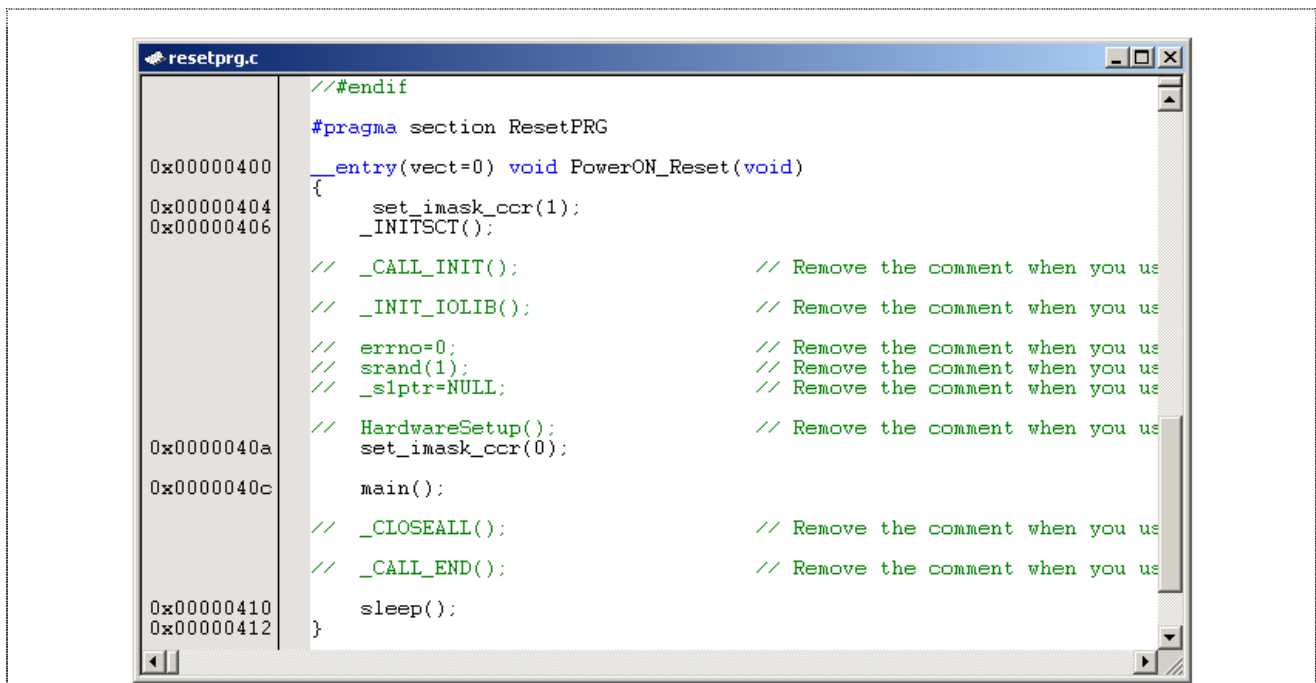 resetprg.c
//#endif
#pragma section ResetPRG
0x00000400 __entry(vect=0) void PowerON_Reset(void)
{
0x00000404 set_imask_ccr(1);
0x00000406 _INITSCT();
// _CALL_INIT(); // Remove the comment when you us
// _INIT_IOLIB(); // Remove the comment when you us
// errno=0; // Remove the comment when you us
// srand(1); // Remove the comment when you us
// _s1ptr=NULL; // Remove the comment when you us
// HardwareSetup(); // Remove the comment when you us
0x0000040a set_imask_ccr(0);
0x0000040c main();
// _CLOSEALL(); // Remove the comment when you us
// _CALL_END(); // Remove the comment when you us
0x00000410 sleep();
0x00000412 }